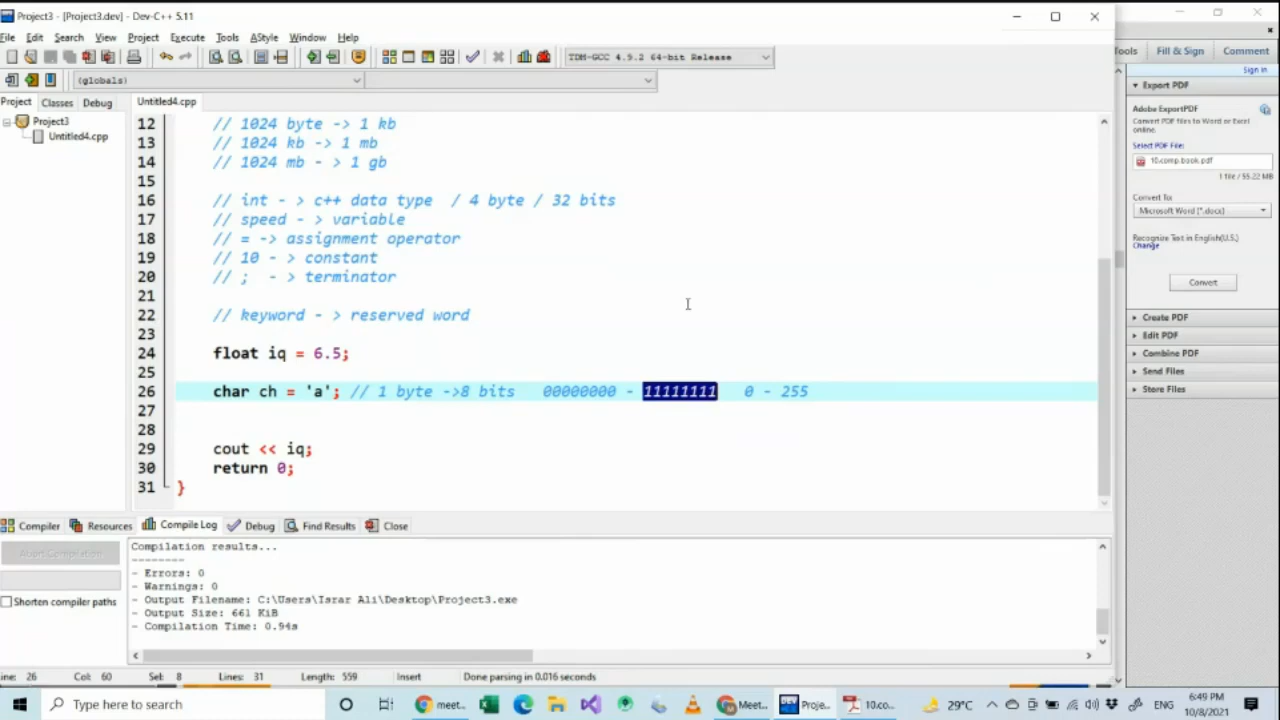 Project3 - [Project3.dev] - Dev-C++ 5.11
File Edit Search View Project Execute Tools AStyle Window Help
TDM-GCC 4.9.2 64-bit Release
(globals)
Project Classes Debug
Project3
Untitled4.cpp
Untitled4.cpp
12 // 1024 byte -> 1 kb
13 // 1024 kb -> 1 mb
14 // 1024 mb - > 1 gb
15
16 // int - > c++ data type / 4 byte / 32 bits
17 // speed - > variable
18 // = -> assignment operator
19 // 10 - > constant
20 // ; - > terminator
21
22 // keyword - > reserved word
23
24 float iq = 6.5;
25
26 char ch = 'a'; // 1 byte ->8 bits 00000000 - 11111111 0 - 255
27
28
29 cout << iq;
30 return 0;
31 }
Compiler Resources Compile Log Debug Find Results Close
Abort Compilation
Shorten compiler paths
Compilation results...
--------
- Errors: 0
- Warnings: 0
- Output Filename: C:\Users\Israr Ali\Desktop\Project3.exe
- Output Size: 661 KiB
- Compilation Time: 0.94s
ine: 26 Col: 60 Sel: 8 Lines: 31 Length: 559 Insert Done parsing in 0.016 seconds
Tools Fill & Sign Comment
Sign In
Export PDF
Adobe ExportPDF
Convert PDF files to Word or Excel
online.
Select PDF File:
10.comp.book.pdf
1 file / 55.22 MB
Convert To:
Microsoft Word (*.docx)
Recognize Text in English(U.S.)
Change
Convert
Create PDF
Edit PDF
Combine PDF
Send Files
Store Files
Type here to search
meet...
Meet...
Proje...
10.co...
29°C
ENG
6:49 PM
10/8/2021